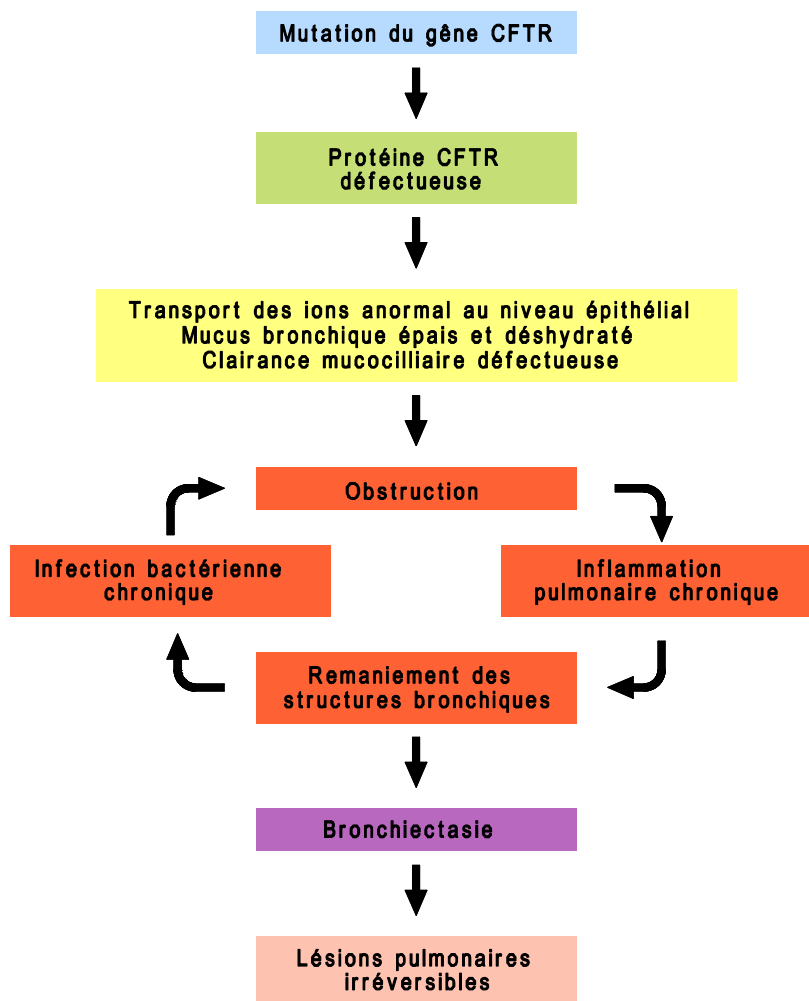 Mutation du gêne CFTR
Protéine CFTR
défectueuse
Transport des ions anormal au niveau épithélial
Mucus bronchique épais et déshydraté
Clairance mucocilliaire défectueuse
Obstruction
Infection bactérienne
chronique
Inflammation
pulmonaire chronique
Remaniement des
structures bronchiques
Bronchiectasie
Lésions pulmonaires
irréversibles